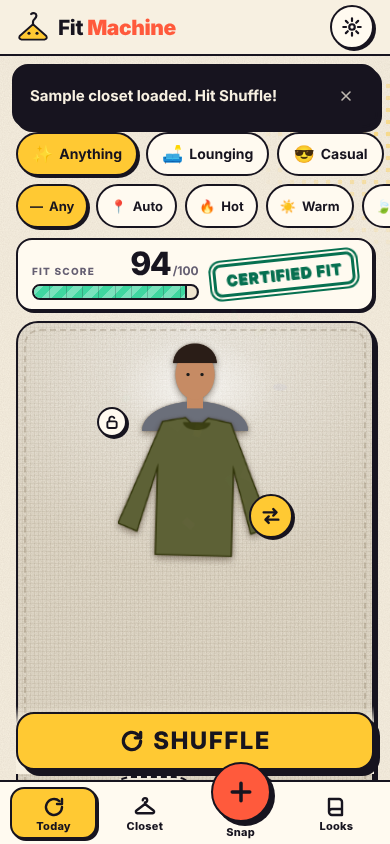 Fit Machine
Sample closet loaded. Hit Shuffle!
Anything
Lounging
Casual
— Any
Auto
Hot
Warm
FIT SCORE
94/100
CERTIFIED FIT
SHUFFLE
Today
Closet
Snap
Looks